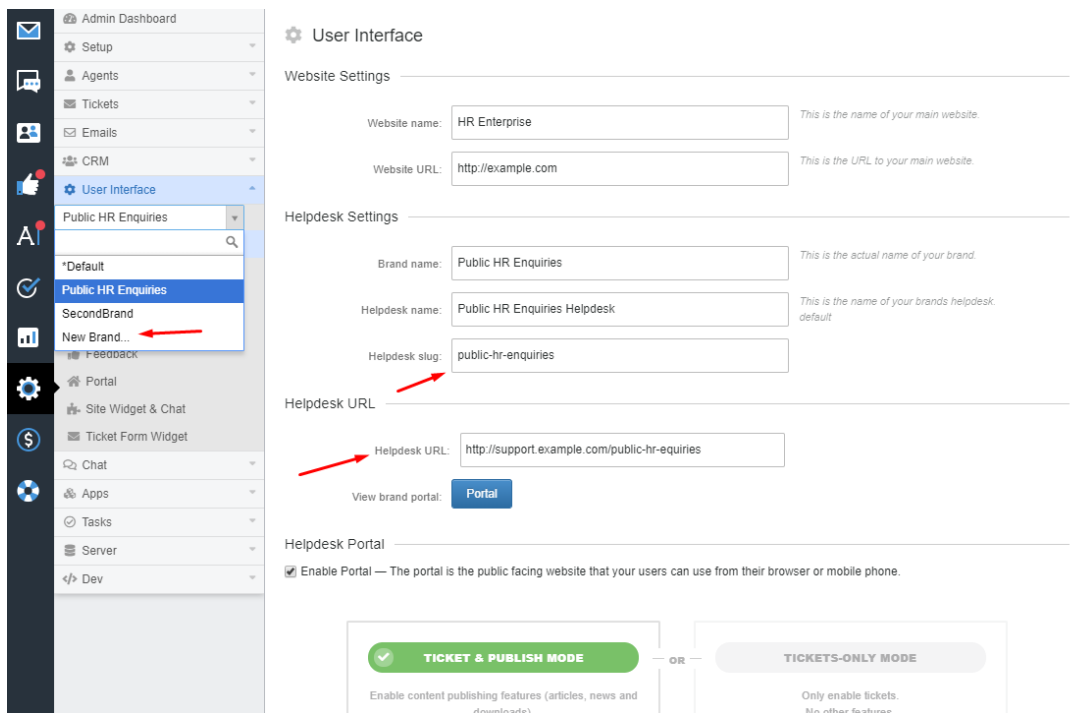 Admin Dashboard
Setup
Agents
Tickets
Emails
CRM
User Interface
Public HR Enquiries
*Default
Public HR Enquiries
SecondBrand
New Brand...
Feedback
Portal
Site Widget & Chat
Ticket Form Widget
Chat
Apps
Tasks
Server
Dev
User Interface
Website Settings
Website name: HR Enterprise This is the name of your main website.
Website URL: http://example.com This is the URL to your main website.
Helpdesk Settings
Brand name: Public HR Enquiries This is the actual name of your brand.
Helpdesk name: Public HR Enquiries Helpdesk This is the name of your brands helpdesk.
default
Helpdesk slug: public-hr-enquiries
Helpdesk URL
Helpdesk URL: http://support.example.com/public-hr-equiries
View brand portal: Portal
Helpdesk Portal
Enable Portal — The portal is the public facing website that your users can use from their browser or mobile phone.
TICKET & PUBLISH MODE OR TICKETS-ONLY MODE
Enable content publishing features (articles, news and Only enable tickets.
downloads) No other features